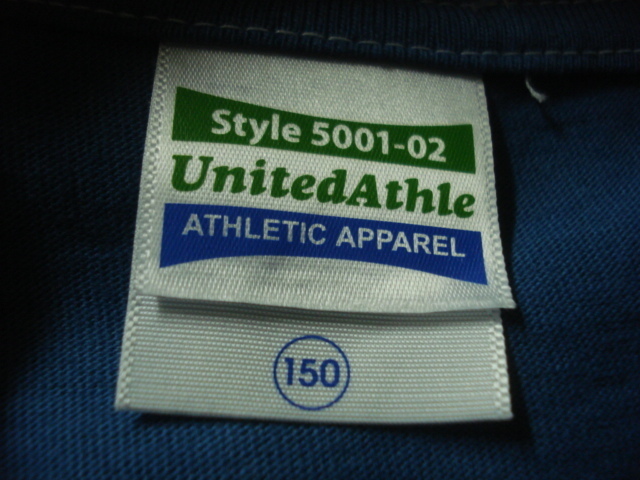 Style 5001-02
UnitedAthle
ATHLETIC APPAREL
150